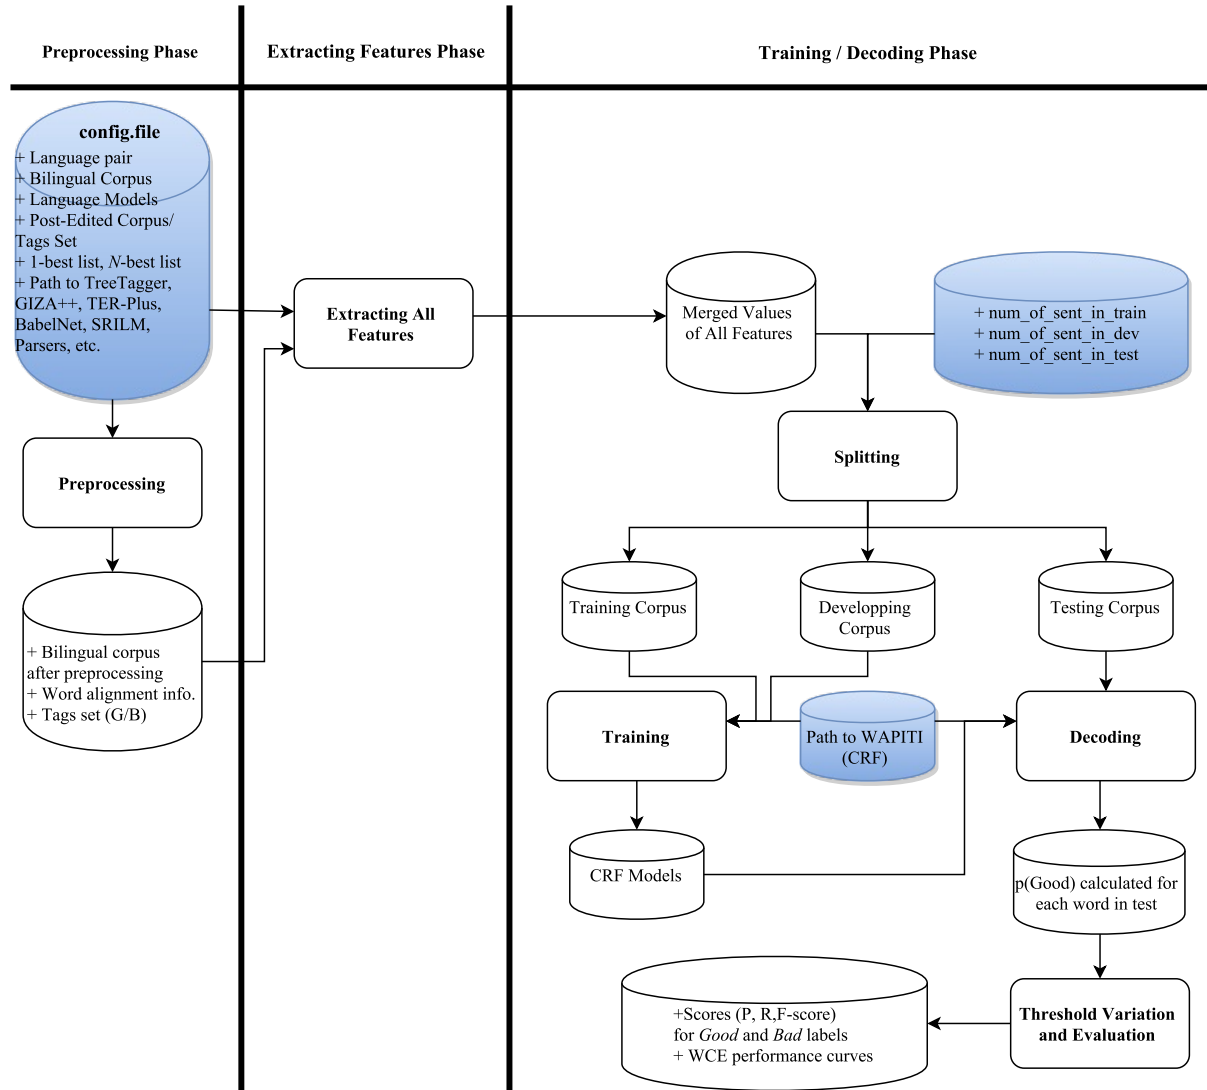 Preprocessing Phase
Extracting Features Phase
Training / Decoding Phase
config.file
+ Language pair
+ Bilingual Corpus
+ Language Models
+ Post-Edited Corpus/
Tags Set
+ 1-best list, N-best list
+ Path to TreeTagger,
GIZA++, TER-Plus,
BabelNet, SRILM,
Parsers, etc.
Preprocessing
+ Bilingual corpus
after preprocessing
+ Word alignment info.
+ Tags set (G/B)
Extracting All
Features
Merged Values
of All Features
+ num_of_sent_in_train
+ num_of_sent_in_dev
+ num_of_sent_in_test
Splitting
Training Corpus
Developping
Corpus
Testing Corpus
Training
Path to WAPITI
(CRF)
Decoding
CRF Models
p(Good) calculated for
each word in test
Threshold Variation
and Evaluation
+Scores (P, R,F-score)
for Good and Bad labels
+ WCE performance curves